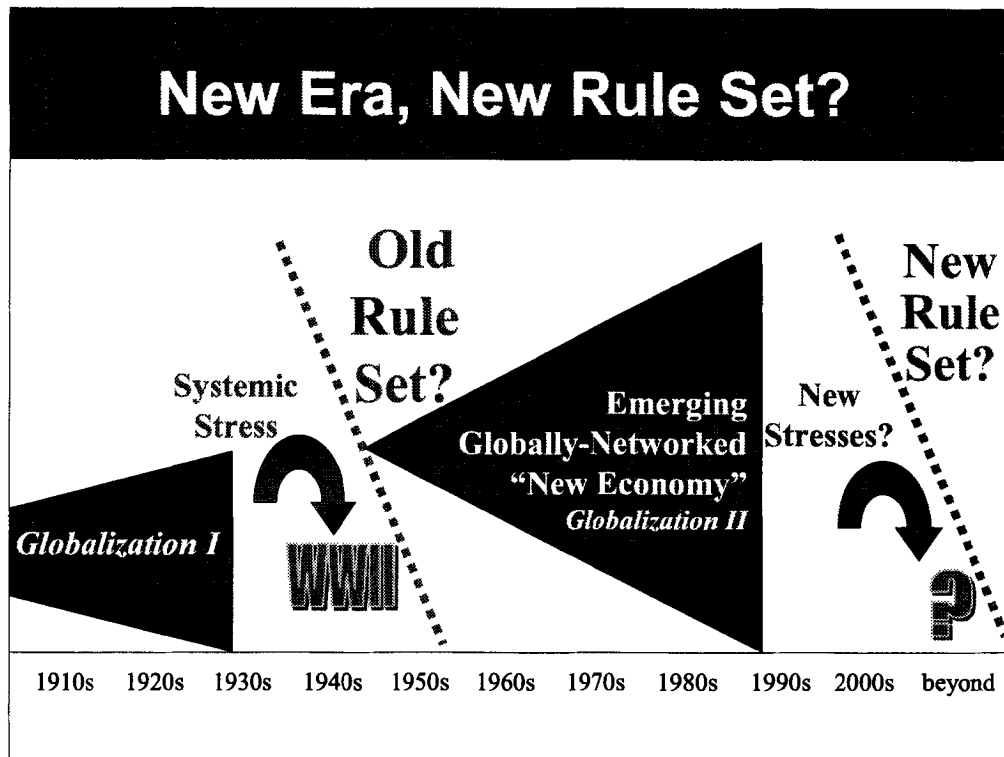 New Era, New Rule Set?
Old
Rule
Set?
Systemic
Stress
Globalization I
WWII
Emerging
Globally-Networked
“New Economy”
Globalization II
New
Stresses?
New
Rule
Set?
?
1910s 1920s 1930s 1940s 1950s 1960s 1970s 1980s 1990s 2000s beyond